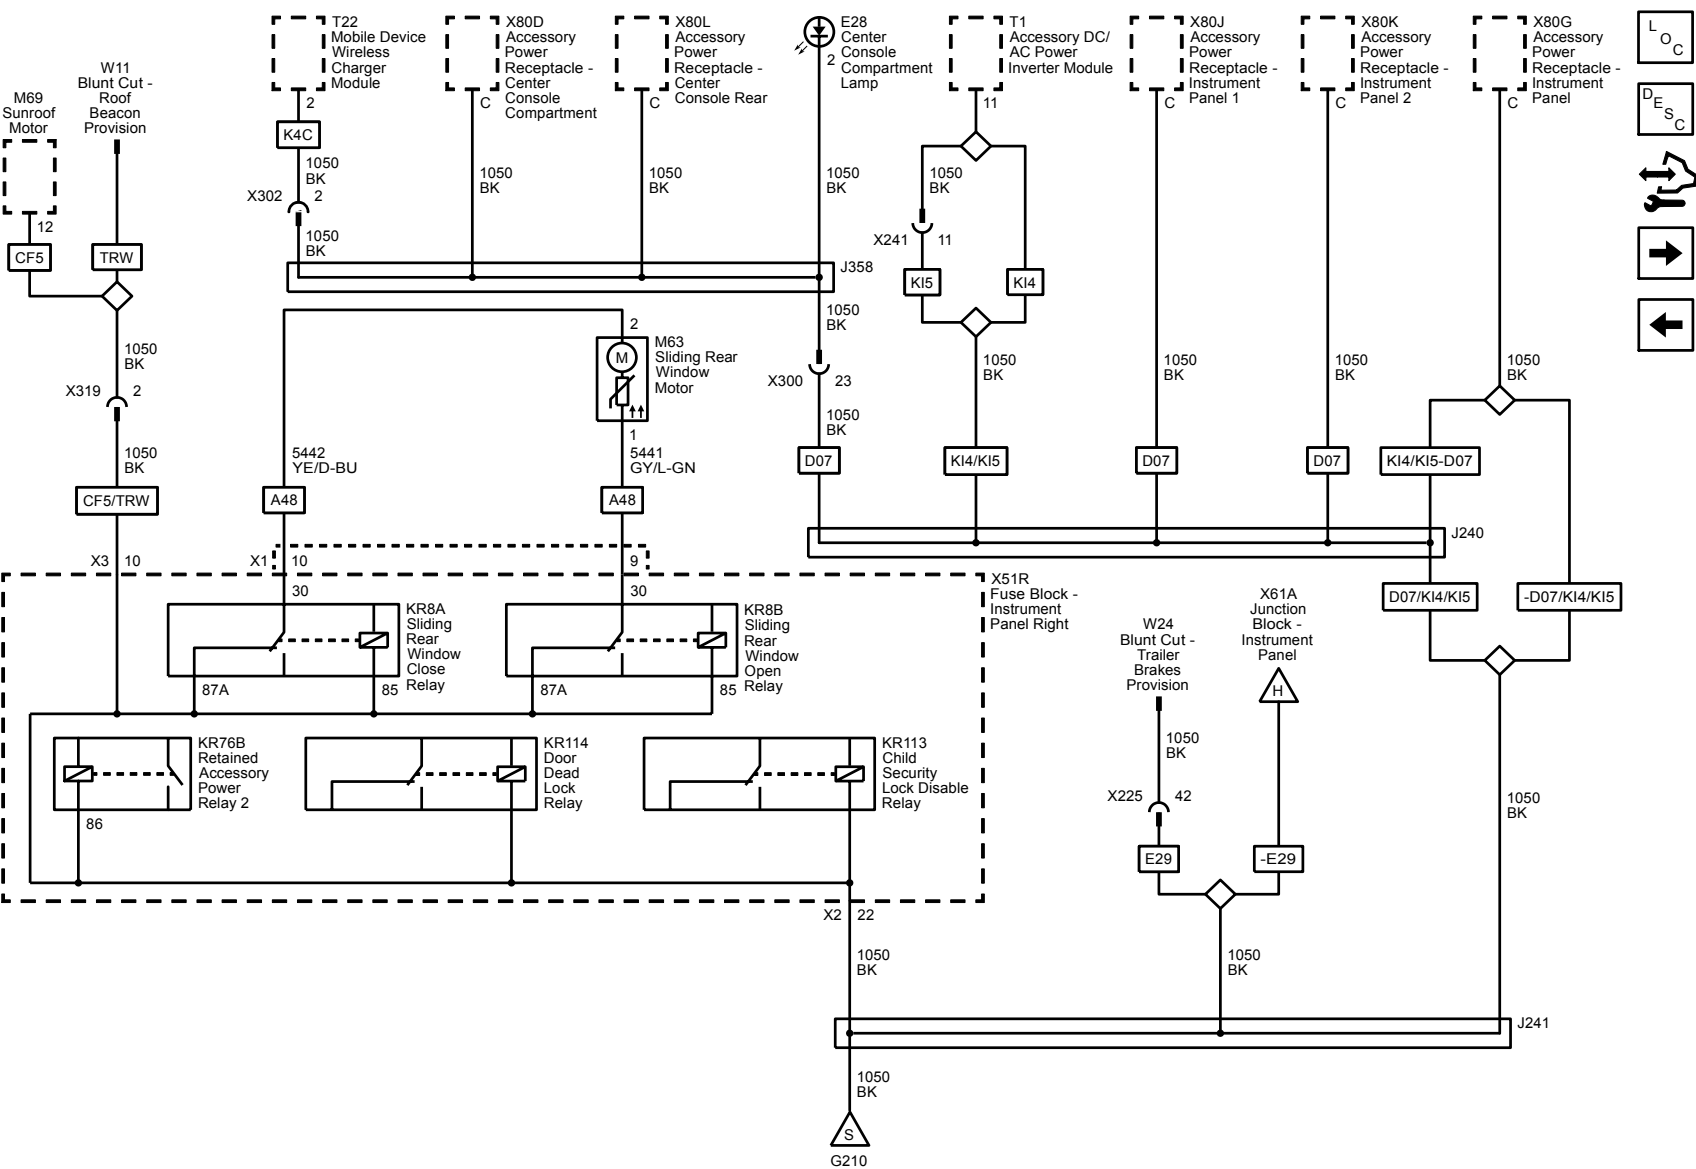 T22
Mobile Device
Wireless
Charger
Module
X80D
Accessory
Power
Receptacle -
Center
Console
Compartment
X80L
Accessory
Power
Receptacle -
Center
Console Rear
E28
Center
Console
Compartment
Lamp
T1
Accessory DC/
AC Power
Inverter Module
X80J
Accessory
Power
Receptacle -
Instrument
Panel 1
X80K
Accessory
Power
Receptacle -
Instrument
Panel 2
X80G
Accessory
Power
Receptacle -
Instrument
Panel
L
O
C
D
E
S
C
W11
Blunt Cut -
Roof
Beacon
Provision
M69
Sunroof
Motor
2
C
C
2
11
C
C
C
K4C
1050
BK
1050
BK
1050
BK
1050
BK
1050
BK
1050
BK
1050
BK
X302
2
12
1050
BK
X241
11
CF5
TRW
J358
KI5
KI4
1050
BK
2
M63
Sliding Rear
Window
Motor
M
1050
BK
X319
2
X300
23
1050
BK
1050
BK
1050
BK
1050
BK
1050
BK
1
1050
BK
5442
YE/D-BU
5441
GY/L-GN
D07
KI4/KI5
D07
D07
KI4/KI5-D07
CF5/TRW
A48
A48
J240
X3
10
X1
10
9
X51R
Fuse Block -
Instrument
Panel Right
30
30
D07/KI4/KI5
-D07/KI4/KI5
KR8A
Sliding
Rear
Window
Close
Relay
KR8B
Sliding
Rear
Window
Open
Relay
X61A
Junction
Block -
Instrument
Panel
W24
Blunt Cut -
Trailer
Brakes
Provision
87A
85
87A
85
H
KR76B
Retained
Accessory
Power
Relay 2
KR114
Door
Dead
Lock
Relay
KR113
Child
Security
Lock Disable
Relay
1050
BK
X225
42
1050
BK
86
E29
-E29
X2
22
1050
BK
1050
BK
J241
1050
BK
S
G210